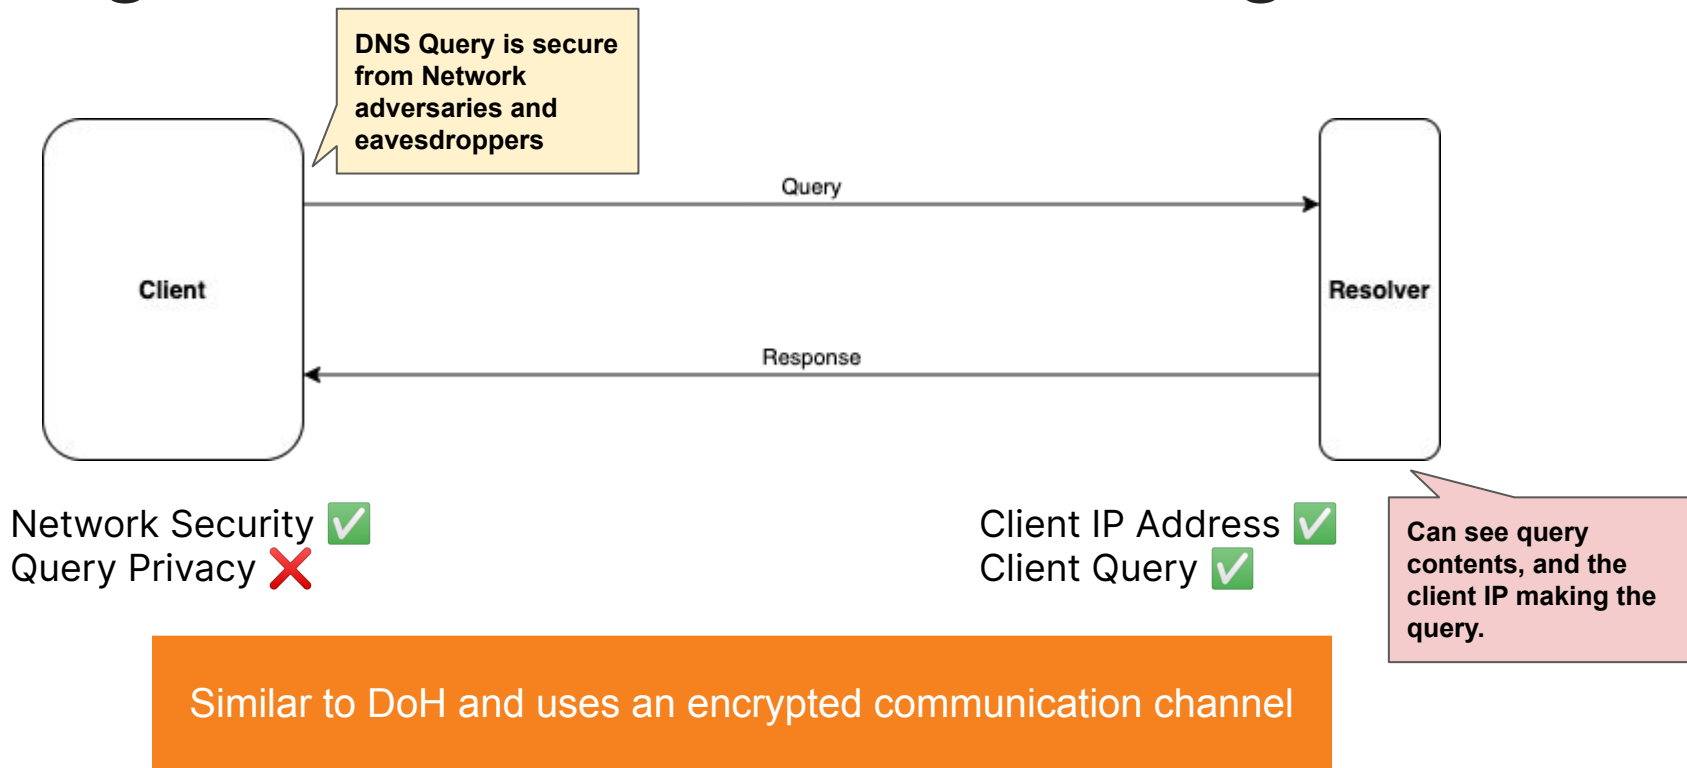 DNS Query is secure
from Network
adversaries and
eavesdroppers
Query
Client
Resolver
Response
Network Security ✅
Query Privacy ❌
Client IP Address ✅
Client Query ✅
Can see query
contents, and the
client IP making the
query.
Similar to DoH and uses an encrypted communication channel